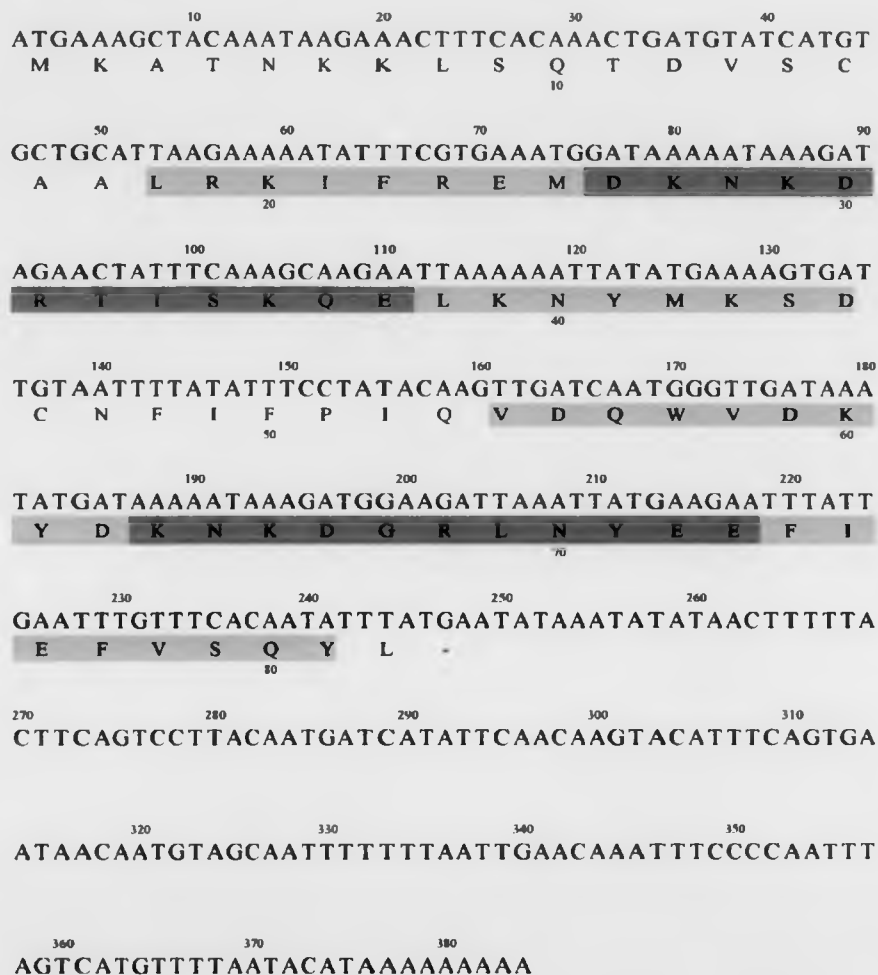 10 20 30 40
ATGAAAGCTACAAATAAGAAACTTTCACAAACTGATGTATCATGT
M K A T N K K L S Q T D V S C
10
50 60 70 80 90
GCTGCATTAAGAAAAATATTTCGTGAAATGGATAAAAATAAAGAT
A A L R K I F R E M D K N K D
20 30
100 110 120 130
AGAACTATTTCAAAGCAAGAATTAAAAAATTATATGAAAAGTGAT
R T I S K Q E L K N Y M K S D
40
140 150 160 170 180
TGTAATTTTATATTTCCTATACAAGTTGATCAATGGGTTGATAAA
C N F I F P I Q V D Q W V D K
50 60
190 200 210 220
TATGATAAAAATAAAGATGGAAGATTAAATTATGAAGAATTTATT
Y D K N K D G R L N Y E E F I
70
230 240 250 260
GAATTTGTTTCACAATATTTATGAATATAAATATATAACTTTTTA
E F V S Q Y L -
80
270 280 290 300 310
CTTCAGTCCTTACAATGATCATATTCAACAAGTACATTTCAGTGA
320 330 340 350
ATAACAATGTAGCAATTTTTTTAATTGAACAAATTTCCCCAATTT
360 370 380
AGTCATGTTTTAATACATAAAAAAAAA